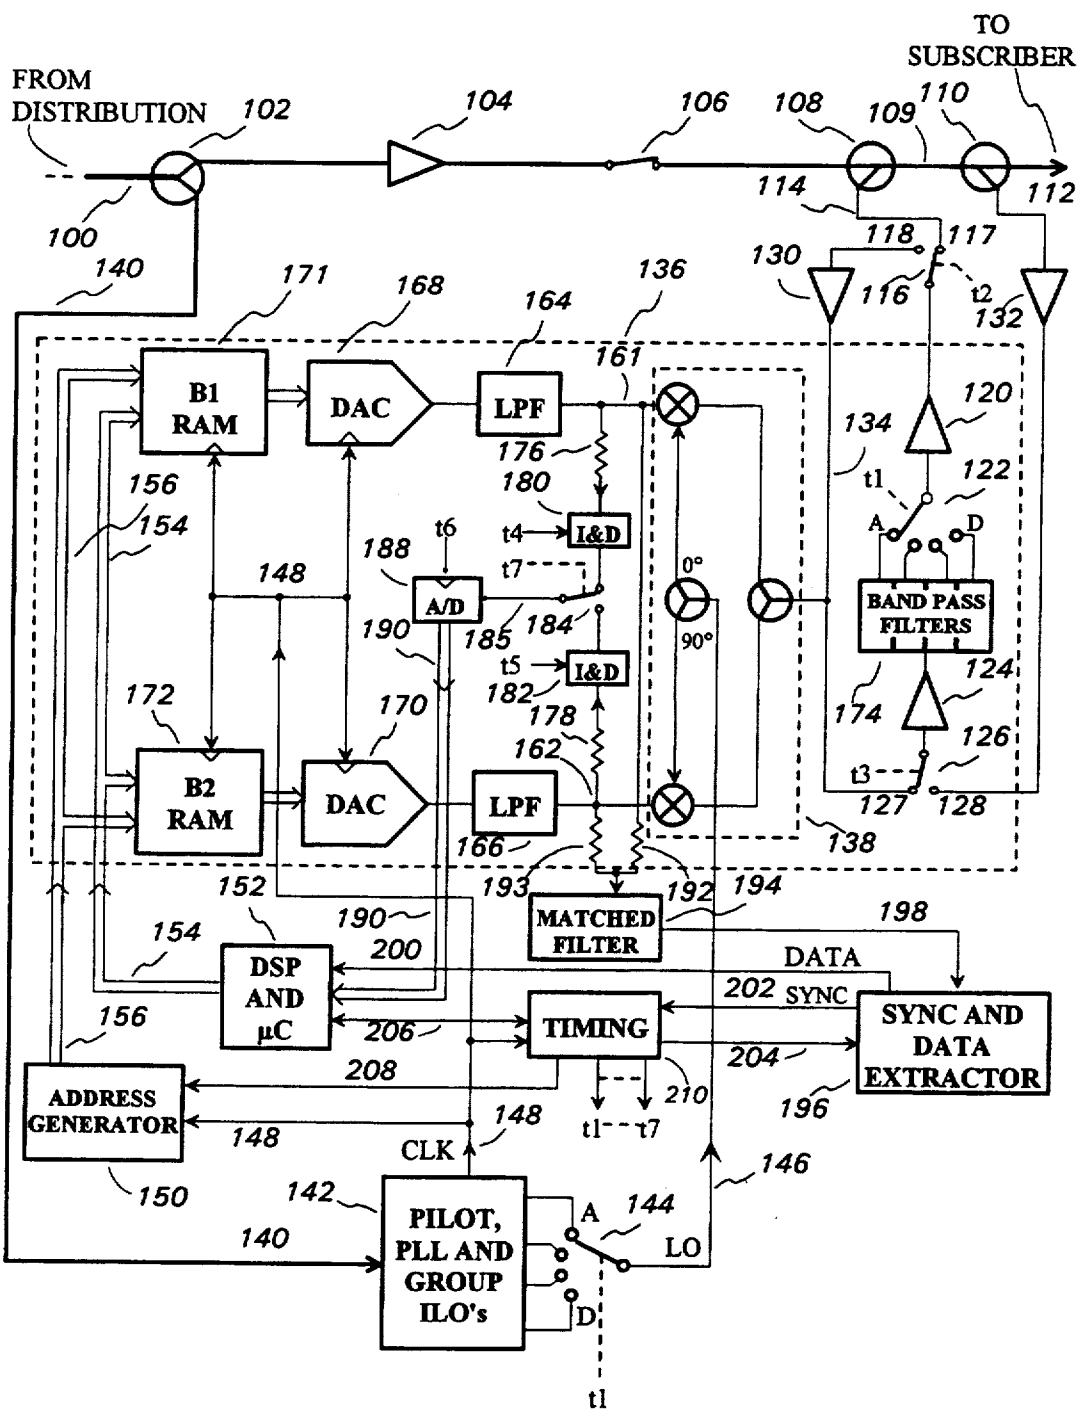 TO
SUBSCRIBER
FROM
DISTRIBUTION
102
104
106
108
109
110
100
114
112
140
118
117
130
116
t2
132
171
168
164
136
161
B1
RAM
DAC
LPF
176
120
134
t1
122
180
156
154
t6
t4
I&D
A
D
188
t7
148
0°
A/D
BAND PASS
FILTERS
190
185
184
90°
t5
I&D
182
174
124
172
170
178
162
126
t3
B2
RAM
DAC
LPF
127
128
166
138
193
192
194
152
190
MATCHED
FILTER
198
154
200
DSP
AND
µC
DATA
202
SYNC
156
206
TIMING
SYNC AND
DATA
EXTRACTOR
208
204
210
196
ADDRESS
GENERATOR
t1
t7
148
148
CLK
150
142
146
PILOT,
PLL AND
GROUP
ILO's
A
144
LO
140
D
t1